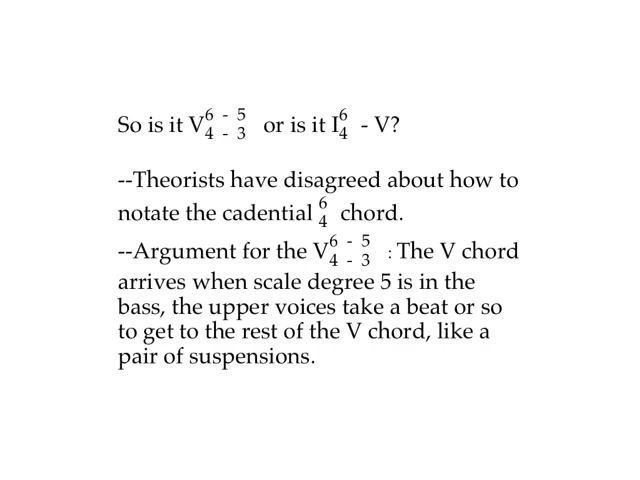 So is it V6 - 5 4 - 3 or is it I6 4 - V?
--Theorists have disagreed about how to
notate the cadential 6 4 chord.
--Argument for the V6 - 5 4 - 3 : The V chord
arrives when scale degree 5 is in the
bass, the upper voices take a beat or so
to get to the rest of the V chord, like a
pair of suspensions.